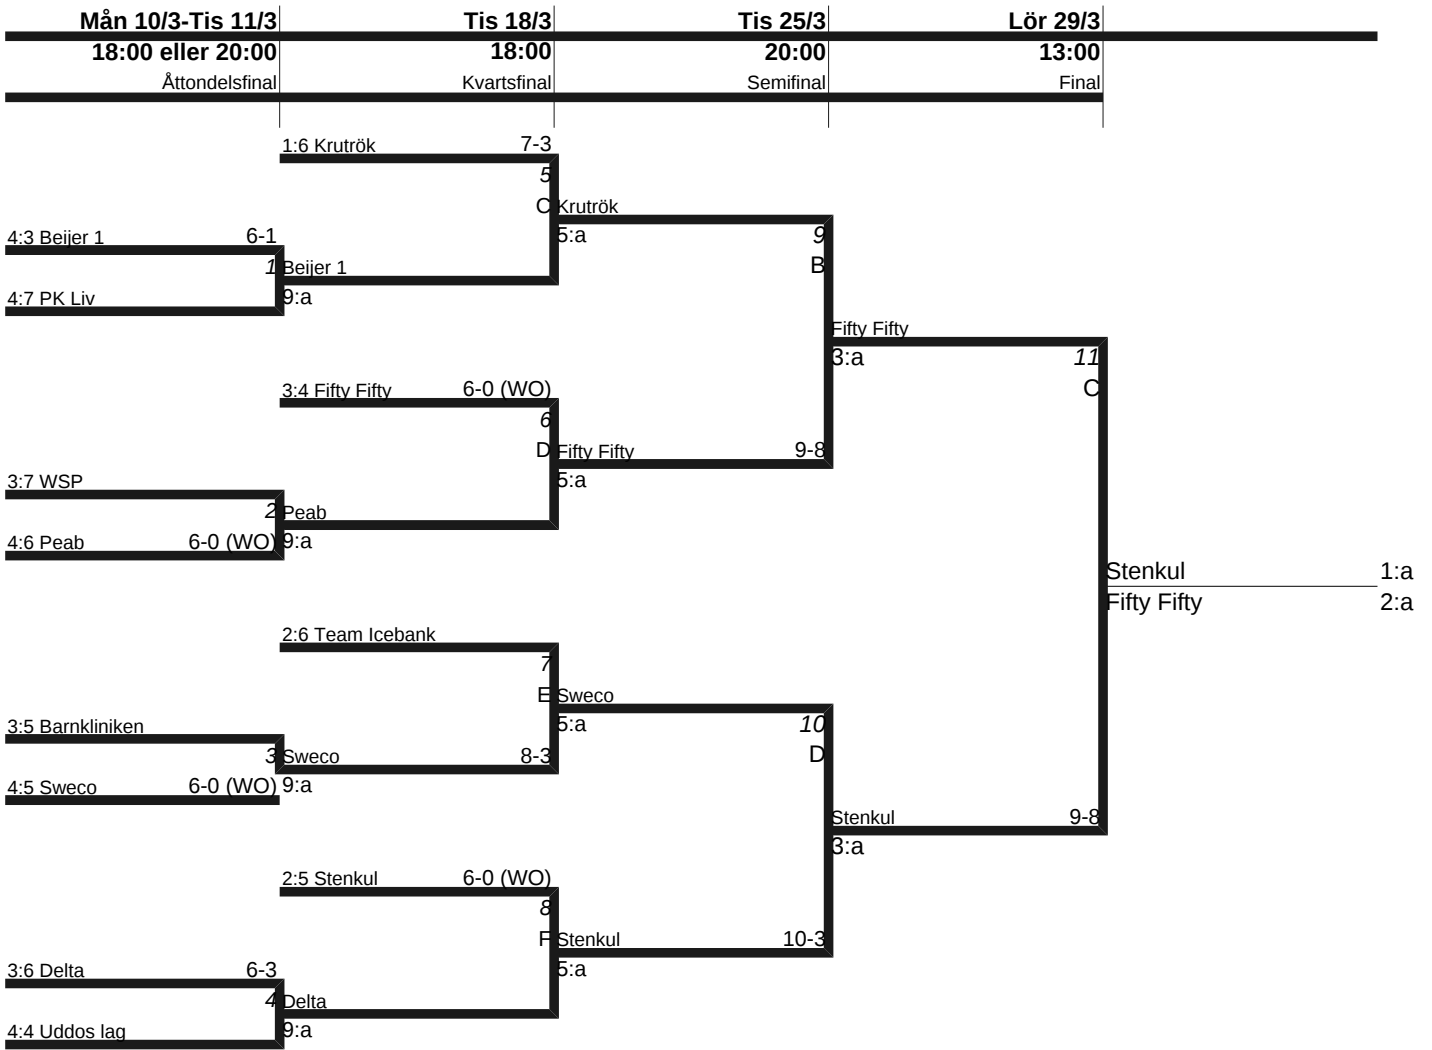 Mån 10/3-Tis 11/3 Tis 18/3 Tis 25/3 Lör 29/3
18:00 eller 20:00 18:00 20:00 13:00
Åttondelsfinal Kvartsfinal Semifinal Final
1:6 Krutrök 7-3
5
C Krutrök
4:3 Beijer 1 6-1 5:a 9
1 Beijer 1 B
4:7 PK Liv 9:a
Fifty Fifty
3:a 11
3:4 Fifty Fifty 6-0 (WO) C
6
D Fifty Fifty 9-8
3:7 WSP 5:a
2 Peab
4:6 Peab 6-0 (WO) 9:a
Stenkul 1:a
Fifty Fifty 2:a
2:6 Team Icebank
7
E Sweco
3:5 Barnkliniken 5:a 10
3 Sweco 8-3 D
4:5 Sweco 6-0 (WO) 9:a
Stenkul 9-8
3:a
2:5 Stenkul 6-0 (WO)
8
F Stenkul 10-3
3:6 Delta 6-3 5:a
4 Delta
4:4 Uddos lag 9:a